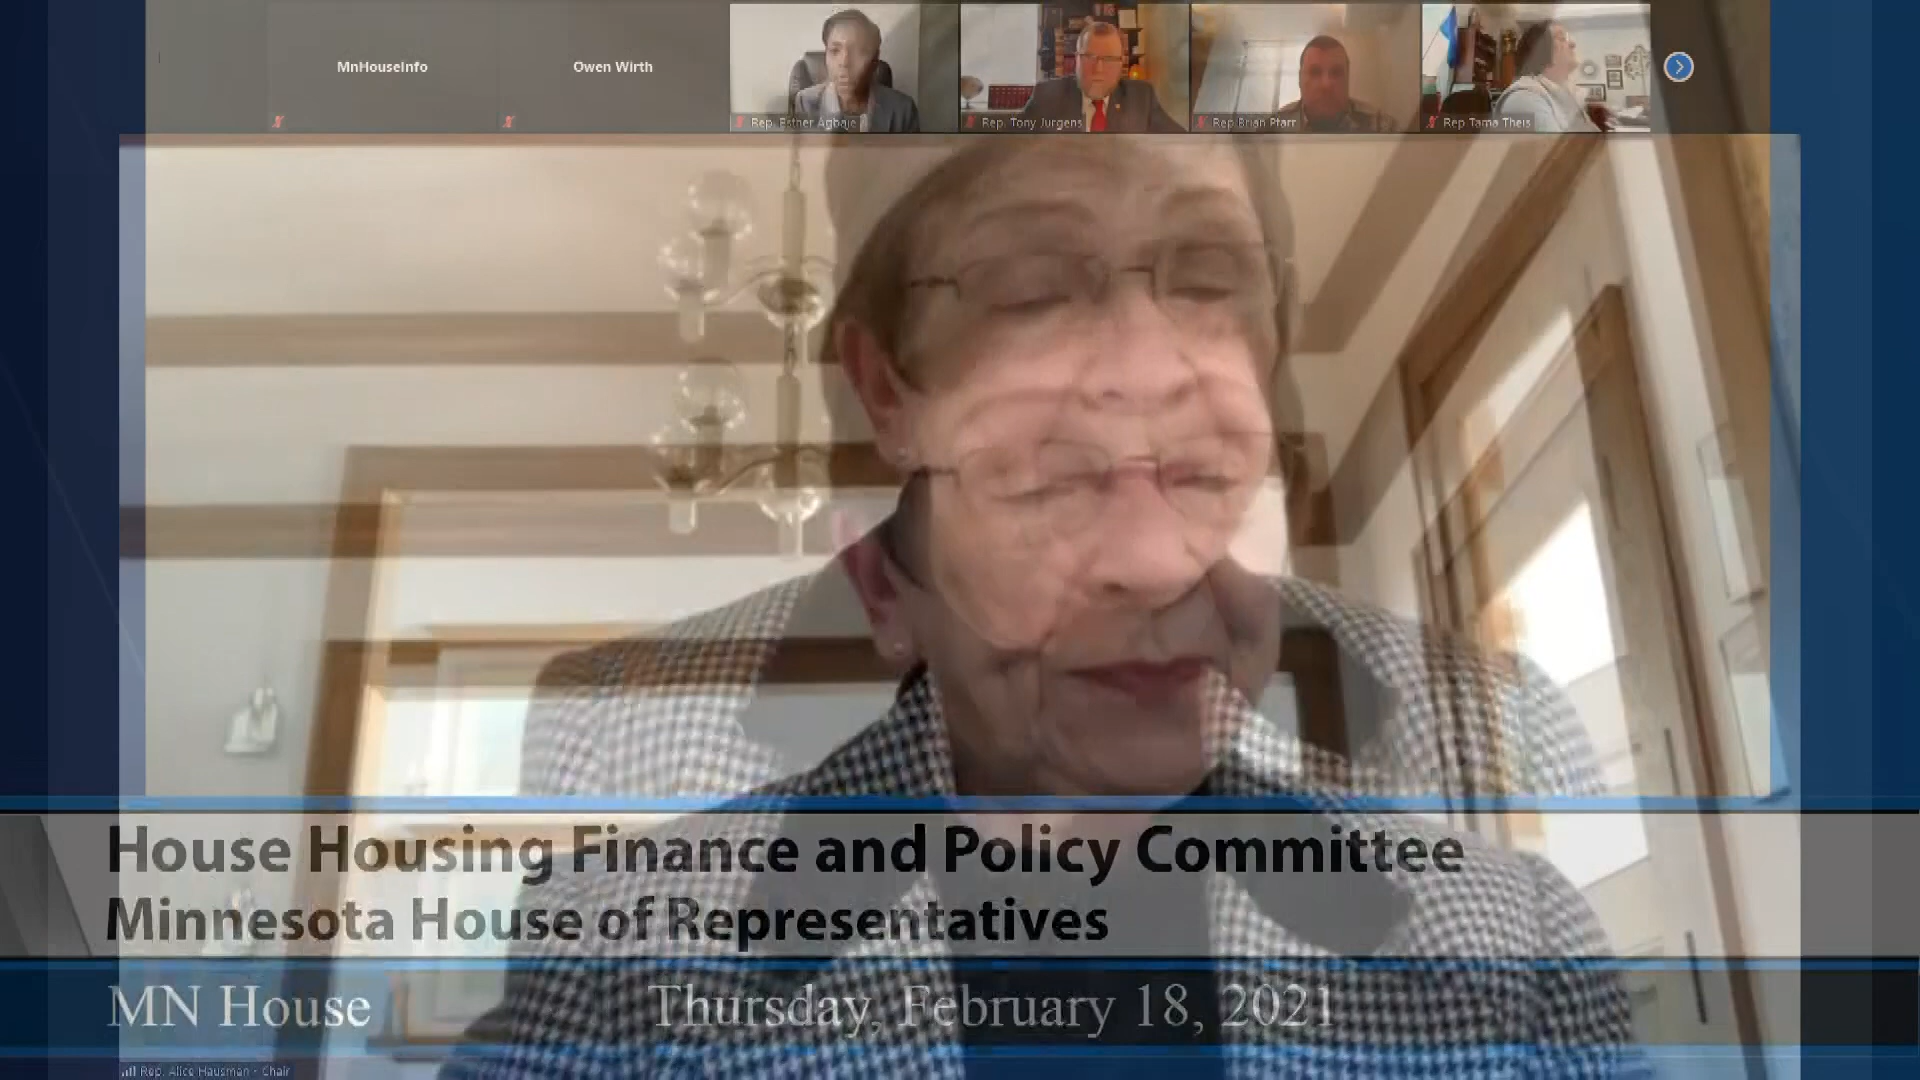 MnHouseInfo
Owen Wirth
Rep. Esther Agbaje
Rep. Tony Jurgens
Rep Brian Pfarr
Rep Tama Theis
House Housing Finance and Policy Committee
Minnesota House of Representatives
MN House
Thursday, February 18, 2021
Rep. Alice Hausman - Chair